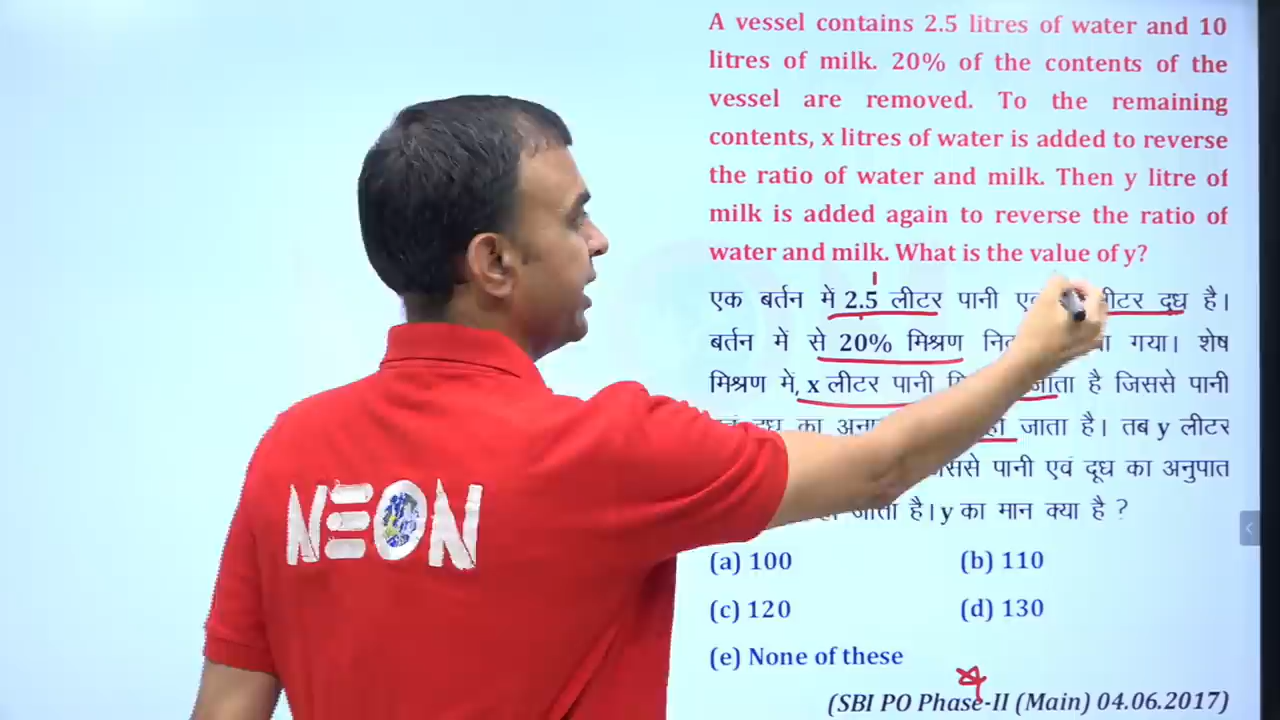 A vessel contains 2.5 litres of water and 10
litres of milk. 20% of the contents of the
vessel are removed. To the remaining
contents, x litres of water is added to reverse
the ratio of water and milk. Then y litre of
milk is added again to reverse the ratio of
water and milk. What is the value of y?
एक बर्तन में 2.5 लीटर पानी लीटर दूध है।
बर्तन में से 20% मिश्रण गया। शेष
मिश्रण में, x लीटर पानी जाता है जिससे पानी
जाता है। तब y लीटर
पानी एवं दूध का अनुपात
जाता है। y का मान क्या है ?
(a) 100 (b) 110
(c) 120 (d) 130
(e) None of these
(SBI PO Phase-II (Main) 04.06.2017)
NEON